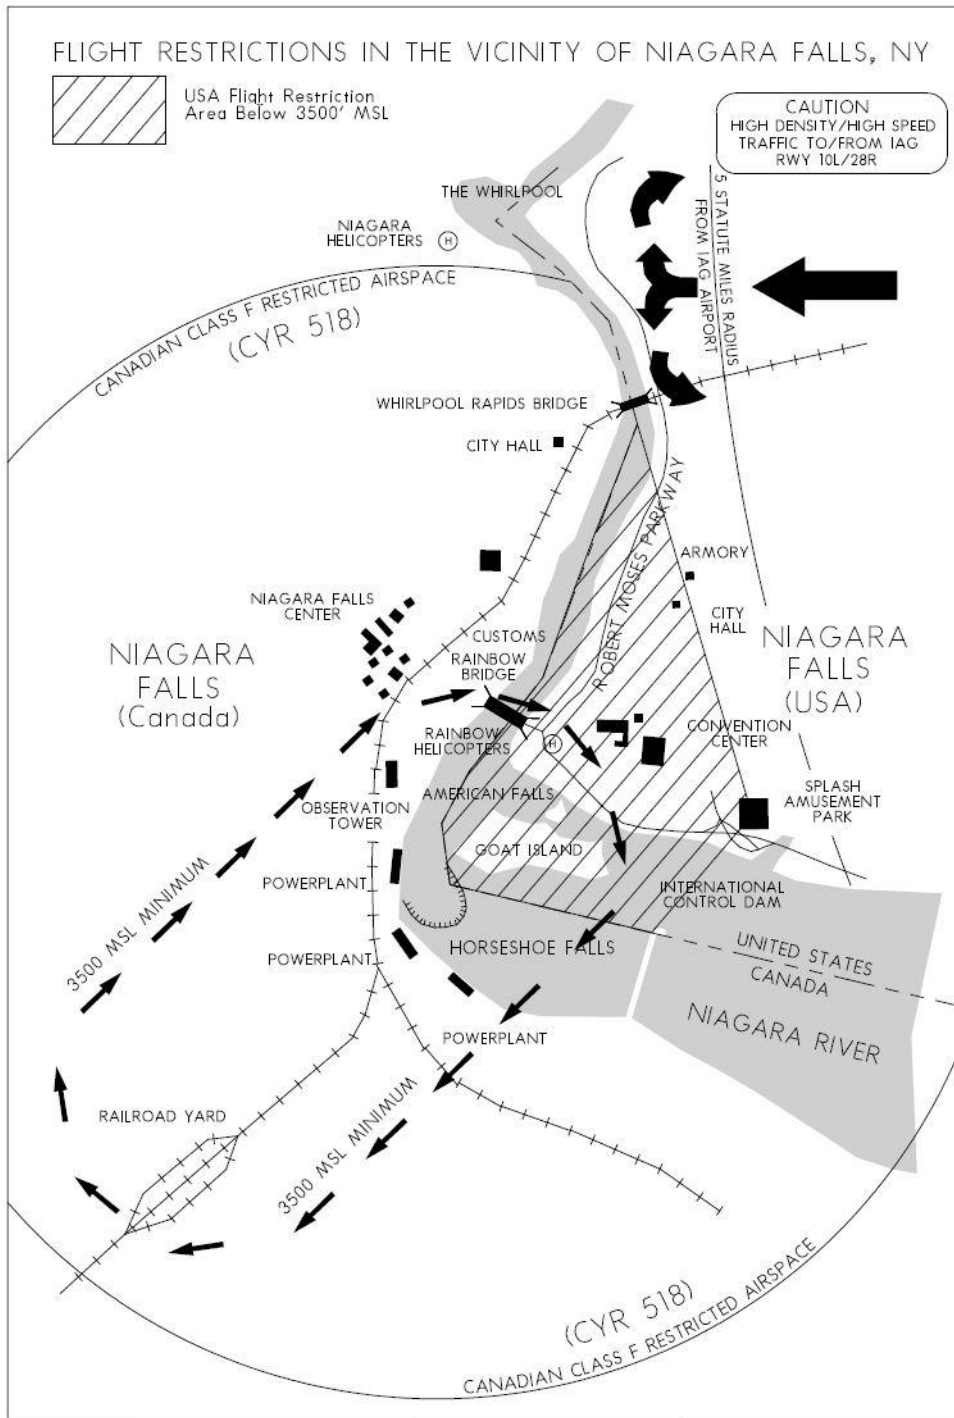 FLIGHT RESTRICTIONS IN THE VICINITY OF NIAGARA FALLS, NY
USA Flight Restriction
Area Below 3500' MSL
CAUTION
HIGH DENSITY/HIGH SPEED
TRAFFIC TO/FROM IAG
RWY 10L/28R
THE WHIRLPOOL
NIAGARA
HELICOPTERS
H
5 STATUTE MILES RADIUS
FROM IAG AIRPORT
CANADIAN CLASS F RESTRICTED AIRSPACE
(CYR 518)
WHIRLPOOL RAPIDS BRIDGE
CITY HALL
ROBERT MOSES PARKWAY
ARMORY
NIAGARA FALLS
CENTER
CITY
HALL
CUSTOMS
RAINBOW
BRIDGE
NIAGARA
FALLS
(Canada)
NIAGARA
FALLS
(USA)
RAINBOW
HELICOPTERS
H
CONVENTION
CENTER
AMERICAN FALLS
OBSERVATION
TOWER
SPLASH
AMUSEMENT
PARK
GOAT ISLAND
POWERPLANT
INTERNATIONAL
CONTROL DAM
3500 MSL MINIMUM
HORSESHOE FALLS
POWERPLANT
UNITED STATES
CANADA
NIAGARA RIVER
POWERPLANT
RAILROAD YARD
3500 MSL MINIMUM
(CYR 518)
CANADIAN CLASS F RESTRICTED AIRSPACE